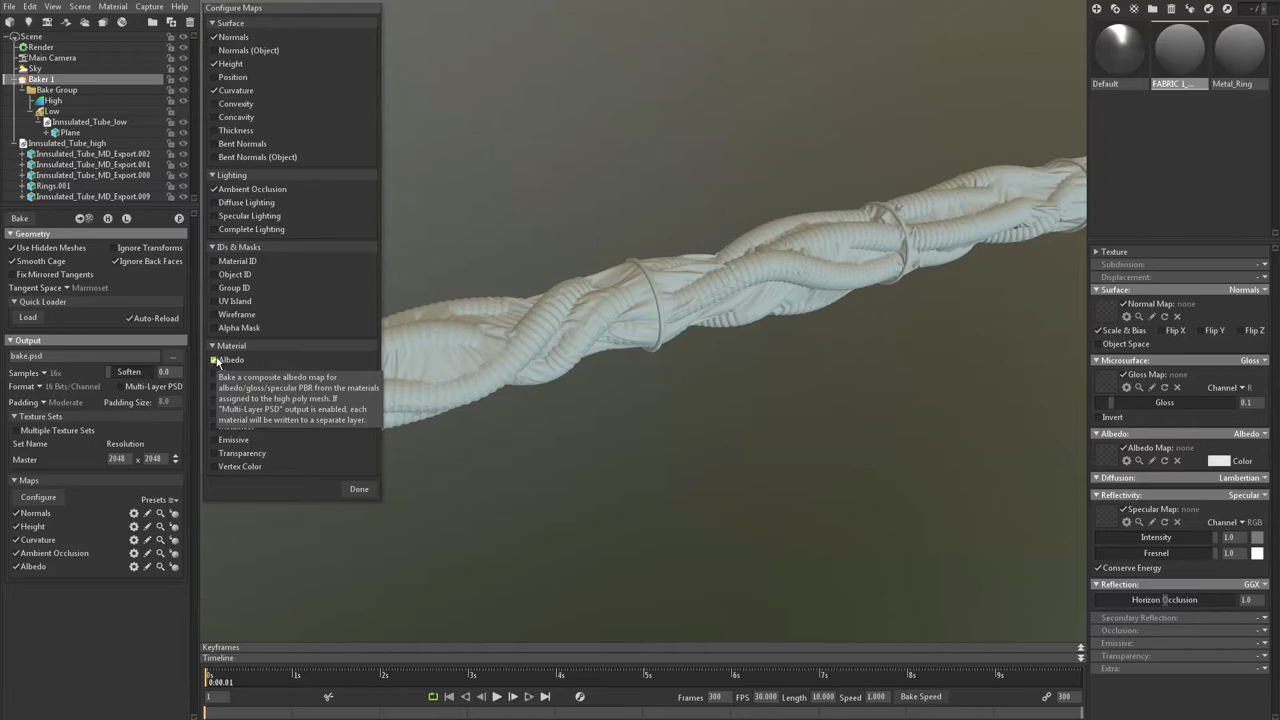 File Edit View Scene Material Capture Help
Scene
Render
Main Camera
Sky
Baker 1
Bake Group
High
Low
Innsulated_Tube_low
Plane
Innsulated_Tube_high
Innsulated_Tube_MD_Export.002
Innsulated_Tube_MD_Export.001
Innsulated_Tube_MD_Export.000
Rings.001
Innsulated_Tube_MD_Export.009
Bake H L P
Geometry
Use Hidden Meshes Ignore Transforms
Smooth Cage Ignore Back Faces
Fix Mirrored Tangents
Tangent Space Marmoset
Quick Loader
Load Auto-Reload
Output
bake.psd ...
Samples 16x Soften 0.0
Format 16 Bits/Channel Multi-Layer PSD
Padding Moderate Padding Size: 8.0
Texture Sets
Multiple Texture Sets
Set Name Resolution
Master 2048 x 2048
Maps
Configure Presets
Normals
Height
Curvature
Ambient Occlusion
Albedo
Configure Maps
Surface
Normals
Normals (Object)
Height
Position
Curvature
Convexity
Concavity
Thickness
Bent Normals
Bent Normals (Object)
Lighting
Ambient Occlusion
Diffuse Lighting
Specular Lighting
Complete Lighting
IDs & Masks
Material ID
Object ID
Group ID
UV Island
Wireframe
Alpha Mask
Material
Albedo
Bake a composite albedo map for
albedo/gloss/specular PBR from the materials
assigned to the high poly mesh. If
"Multi-Layer PSD" output is enabled, each
material will be written to a separate layer.
Emissive
Transparency
Vertex Color
Done
Keyframes
Timeline
0s 1s 2s 3s 4s 5s 6s 7s 8s 9s
0:00.01
1 Frames 300 FPS 30.000 Length 10.000 Speed 1.000 Bake Speed 300
- /
Default FABRIC 1_... Metal_Ring
Texture
Subdivision:
Displacement:
Surface: Normals
Normal Map: none
Scale & Bias Flip X Flip Y Flip Z
Object Space
Microsurface: Gloss
Gloss Map: none
Channel R
Gloss 0.1
Invert
Albedo: Albedo
Albedo Map: none
Color
Diffusion: Lambertian
Reflectivity: Specular
Specular Map: none
Channel RGB
Intensity 1.0
Fresnel 1.0
Conserve Energy
Reflection: GGX
Horizon Occlusion 1.0
Secondary Reflection:
Occlusion:
Emissive:
Transparency:
Extra: